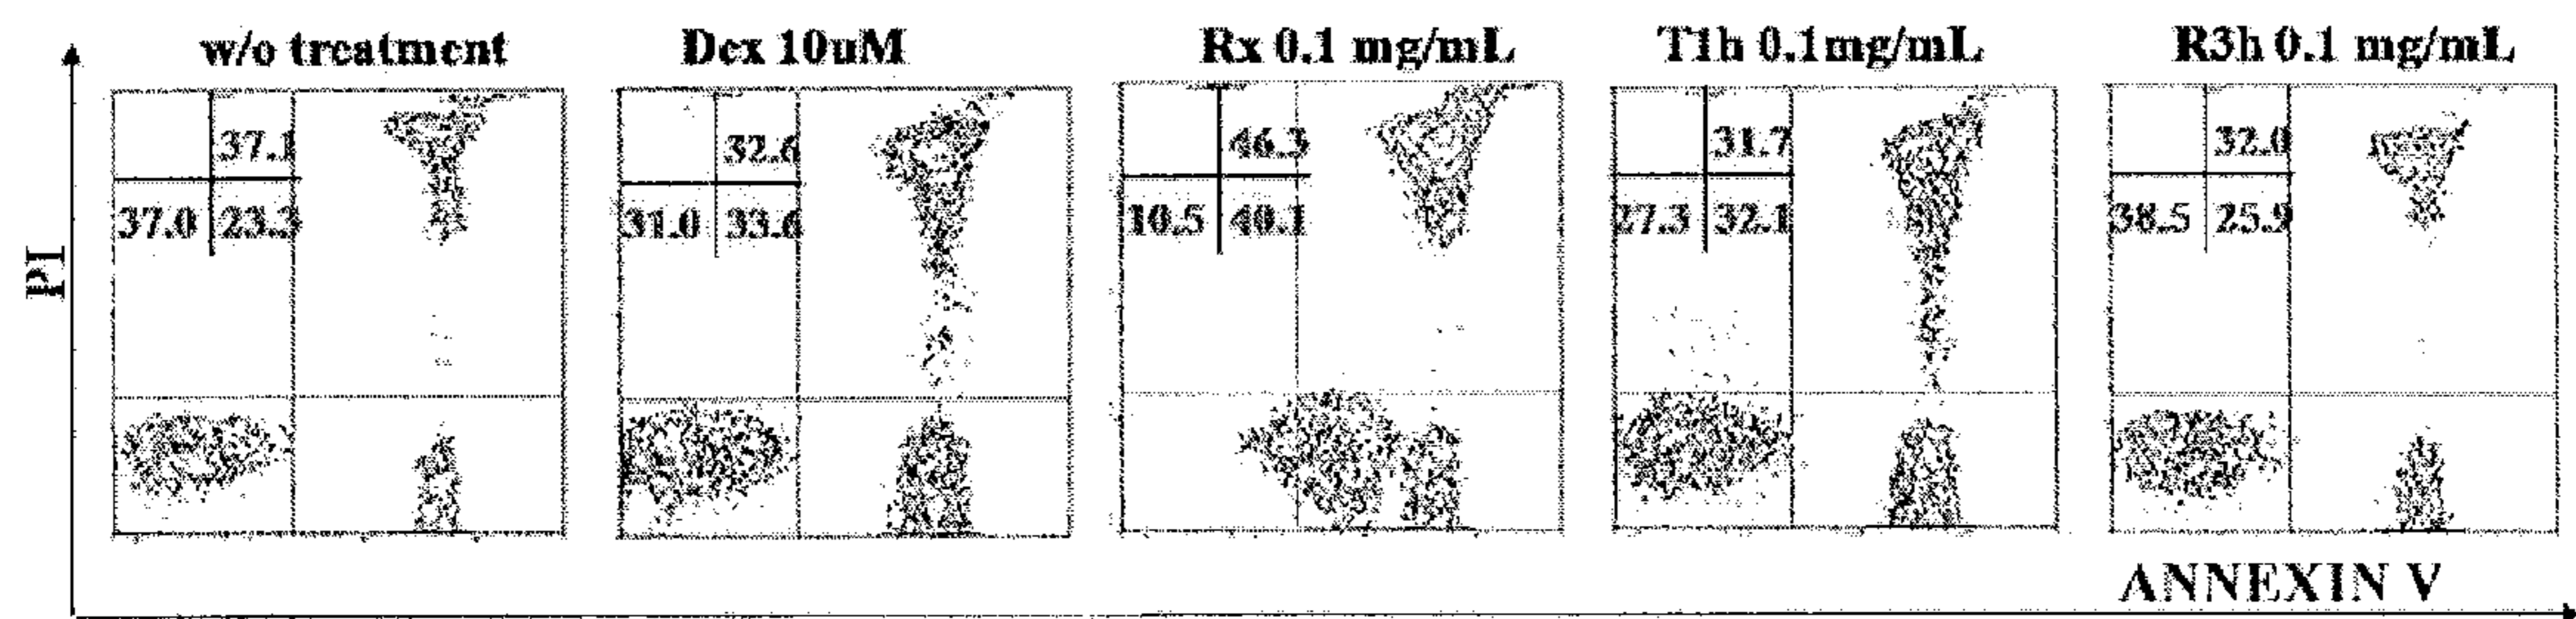 w/o treatment Dex 10uM Rx 0.1 mg/mL T1h 0.1mg/mL R3h 0.1 mg/mL
37.1 32.6 46.3 31.7 32.0
37.0 23.3 31.0 33.6 10.5 40.1 27.3 32.1 38.5 25.9
PI
ANNEXIN V